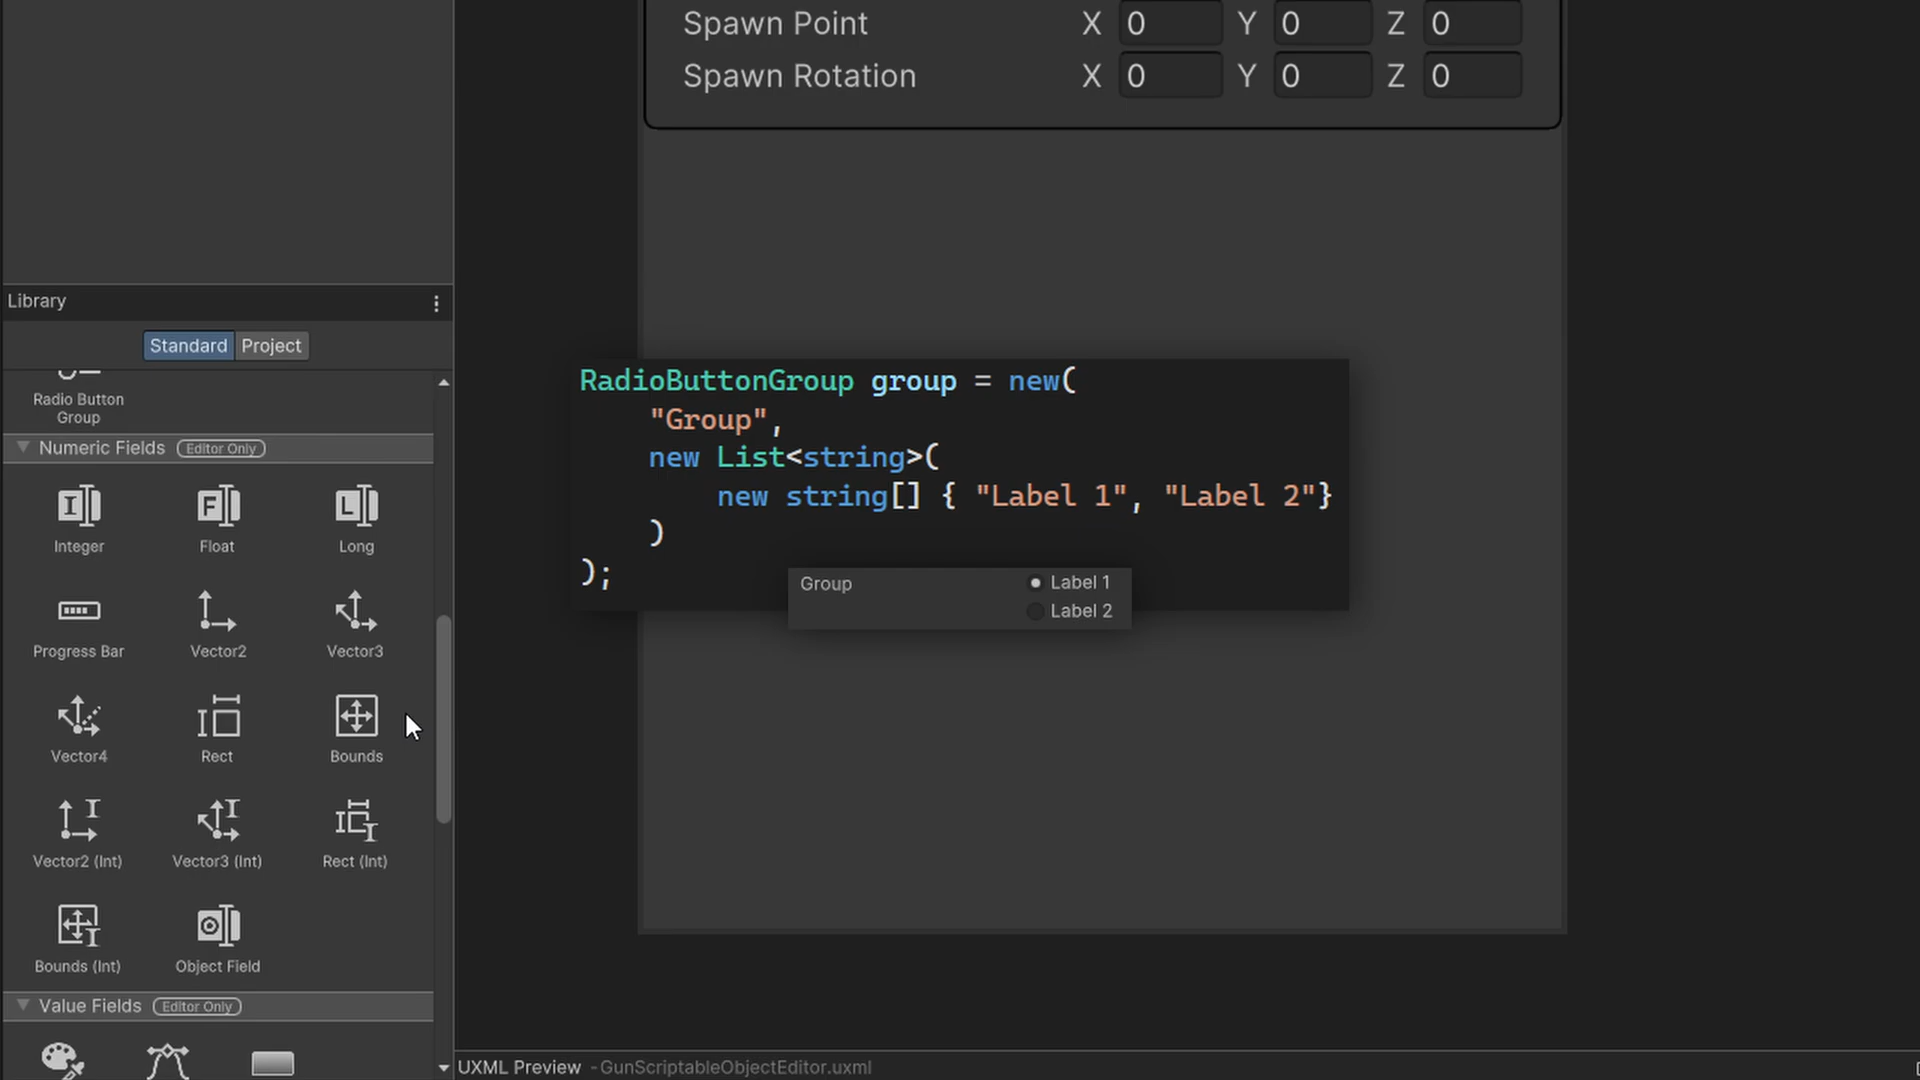 Spawn Point X 0 Y 0 Z 0
Spawn Rotation X 0 Y 0 Z 0
Library
Standard Project
Radio Button
Group
Numeric Fields Editor Only
Integer Float Long
Progress Bar Vector2 Vector3
Vector4 Rect Bounds
Vector2 (Int) Vector3 (Int) Rect (Int)
Bounds (Int) Object Field
Value Fields Editor Only
RadioButtonGroup group = new(
"Group",
new List<string>(
new string[] { "Label 1", "Label 2"}
)
);
Group Label 1
Label 2
UXML Preview - GunScriptableObjectEditor.uxml